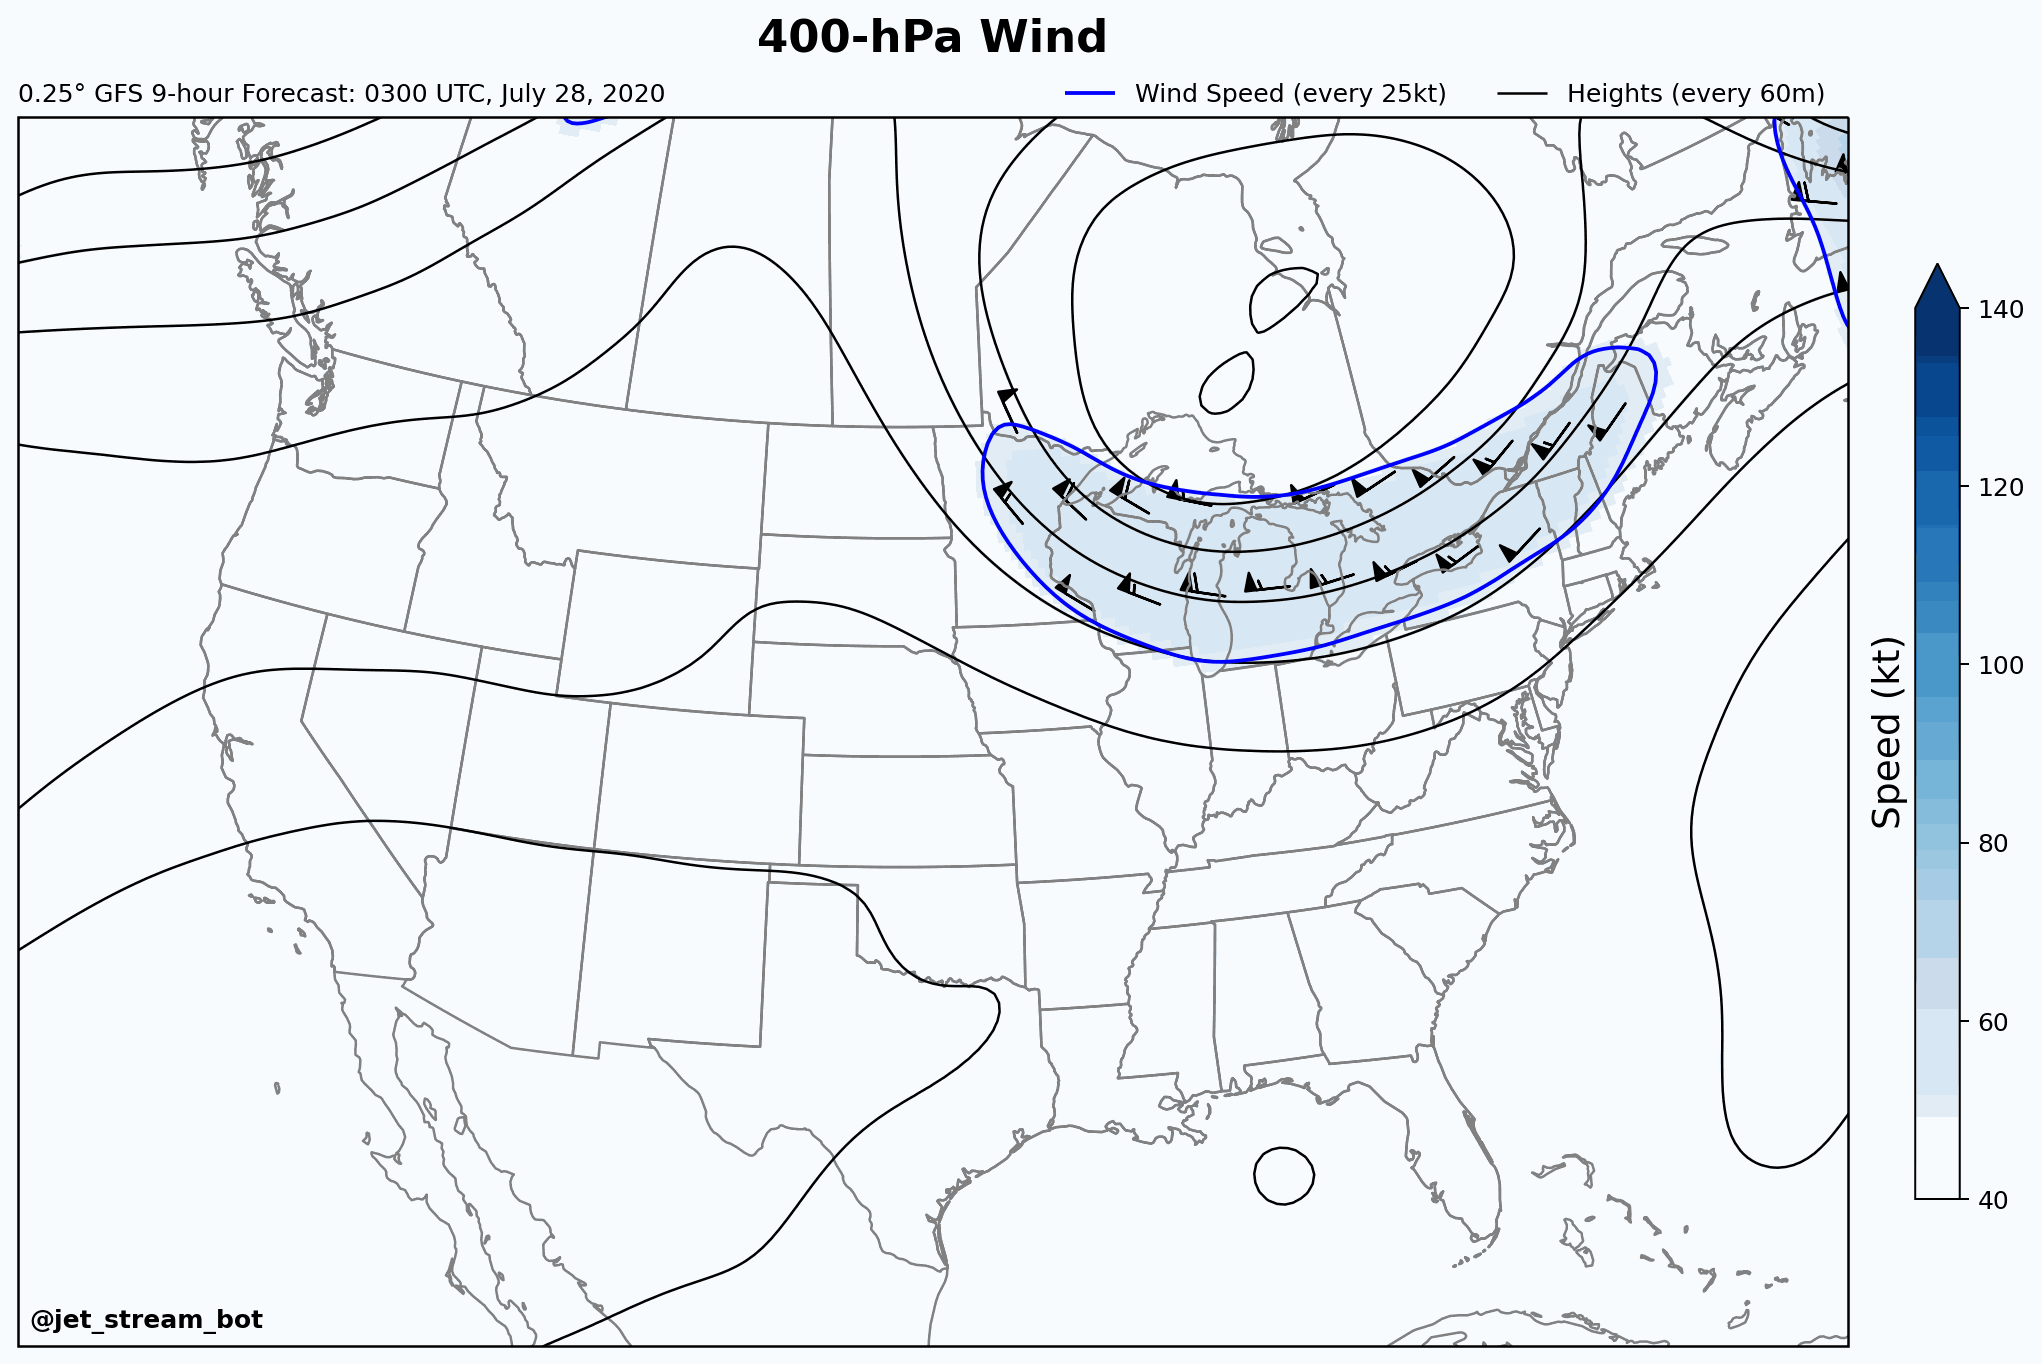 400-hPa Wind
0.25° GFS 9-hour Forecast: 0300 UTC, July 28, 2020
Wind Speed (every 25kt)
Heights (every 60m)
140
120
100
80
60
40
Speed (kt)
@jet_stream_bot